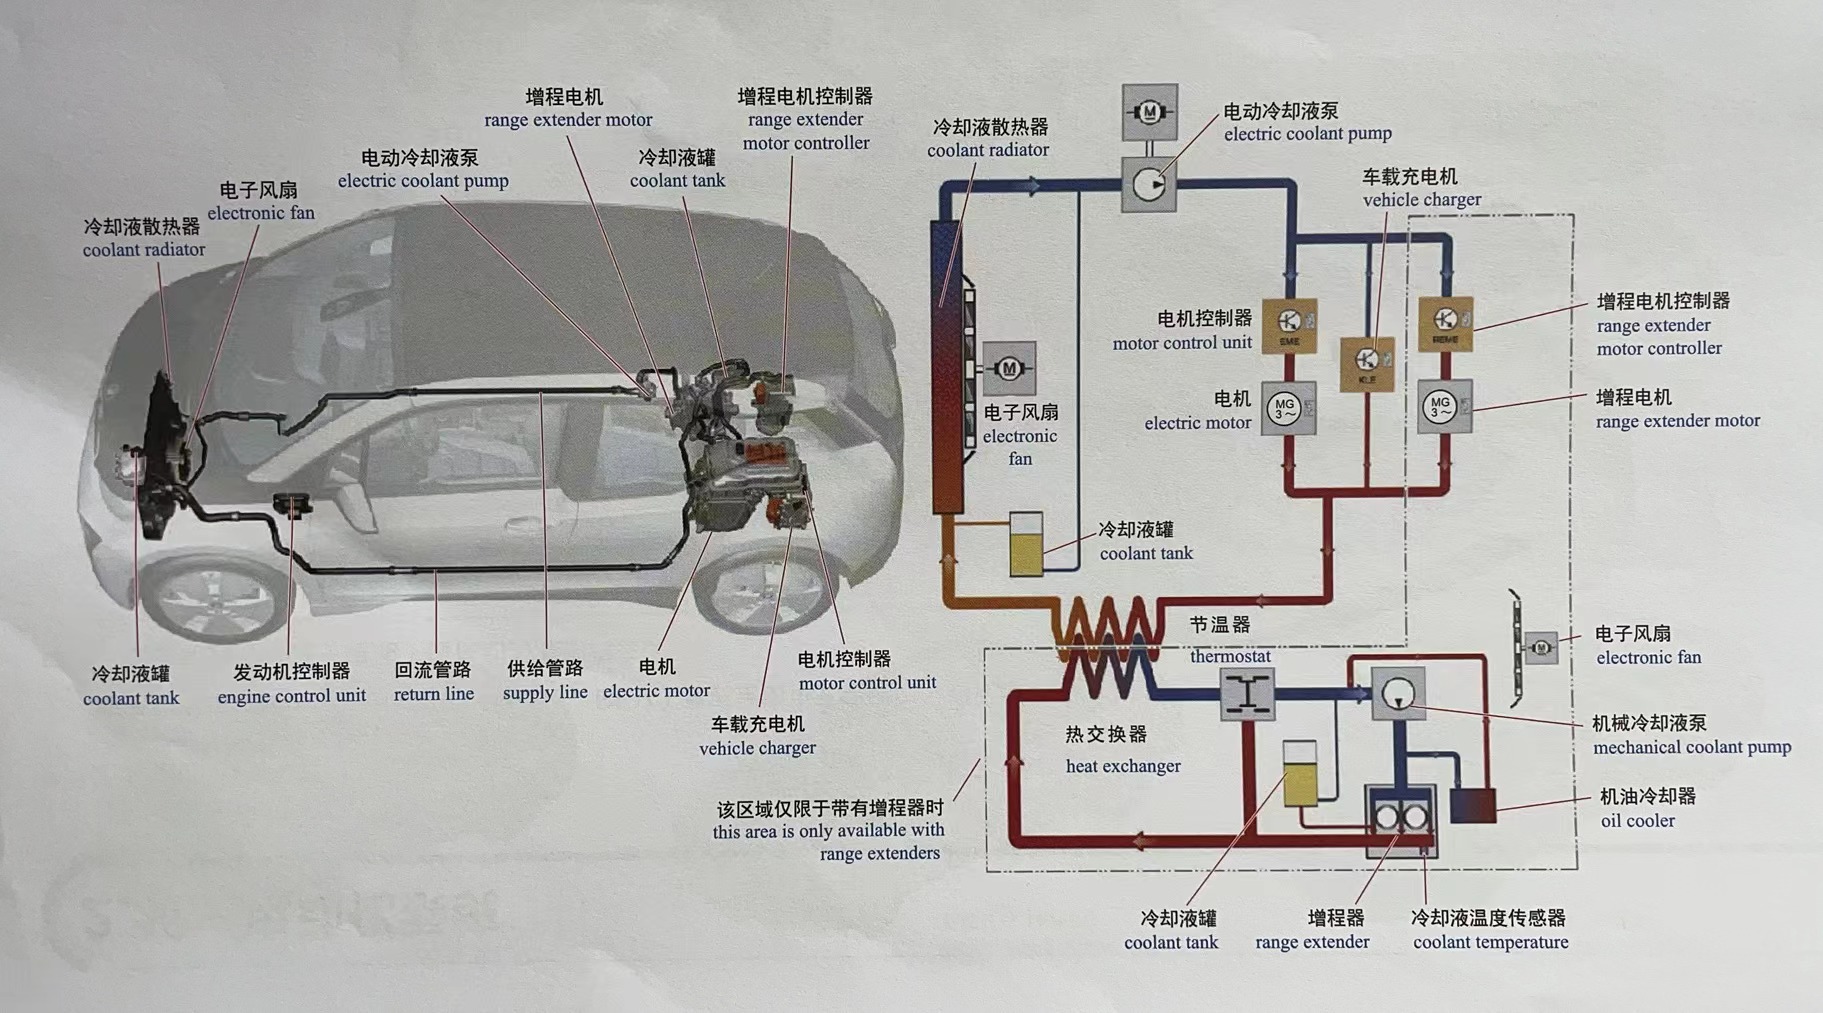 增程电机
range extender motor
增程电机控制器
range extender
motor controller
电动冷却液泵
electric coolant pump
冷却液罐
coolant tank
电子风扇
electronic fan
冷却液散热器
coolant radiator
冷却液罐
coolant tank
发动机控制器
engine control unit
回流管路
return line
供给管路
supply line
电机
electric motor
电机控制器
motor control unit
车载充电机
vehicle charger
冷却液散热器
coolant radiator
M
电动冷却液泵
electric coolant pump
车载充电机
vehicle charger
M
电子风扇
electronic
fan
电机控制器
motor control unit
EME
电机
electric motor
MG
3~
KLE
REME
MG
3~
增程电机控制器
range extender
motor controller
增程电机
range extender motor
冷却液罐
coolant tank
节温器
thermostat
M
电子风扇
electronic fan
热交换器
heat exchanger
机械冷却液泵
mechanical coolant pump
机油冷却器
oil cooler
该区域仅限于带有增程器时
this area is only available with
range extenders
冷却液罐
coolant tank
增程器
range extender
冷却液温度传感器
coolant temperature